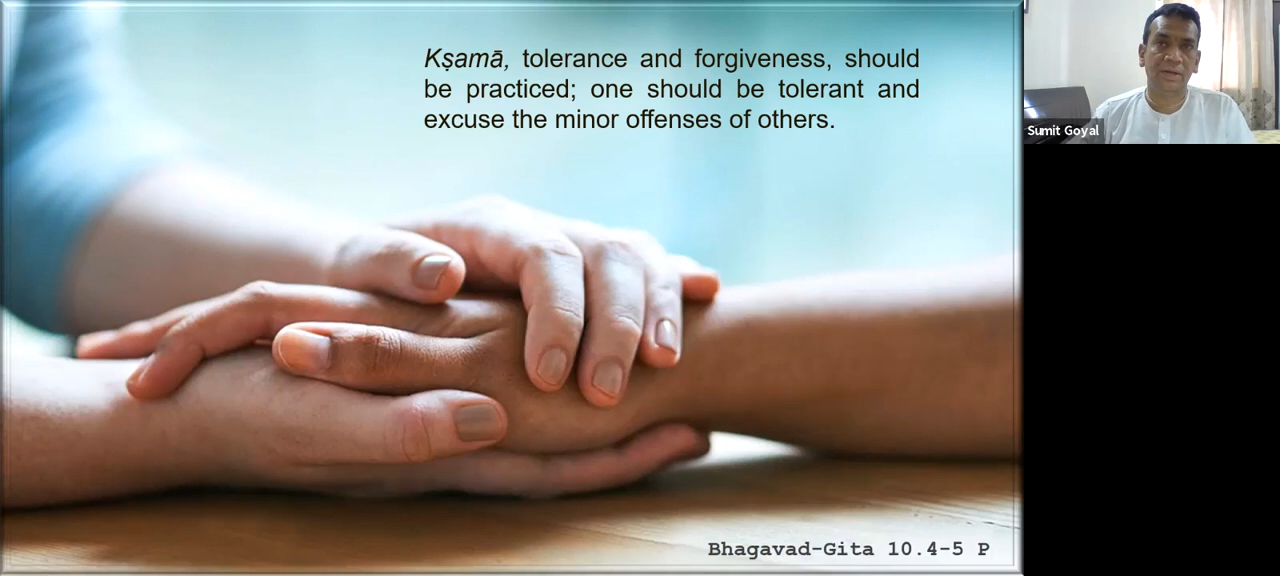 Kṣamā, tolerance and forgiveness, should
be practiced; one should be tolerant and
excuse the minor offenses of others.
Bhagavad-Gita 10.4-5 P
Sumit Goyal